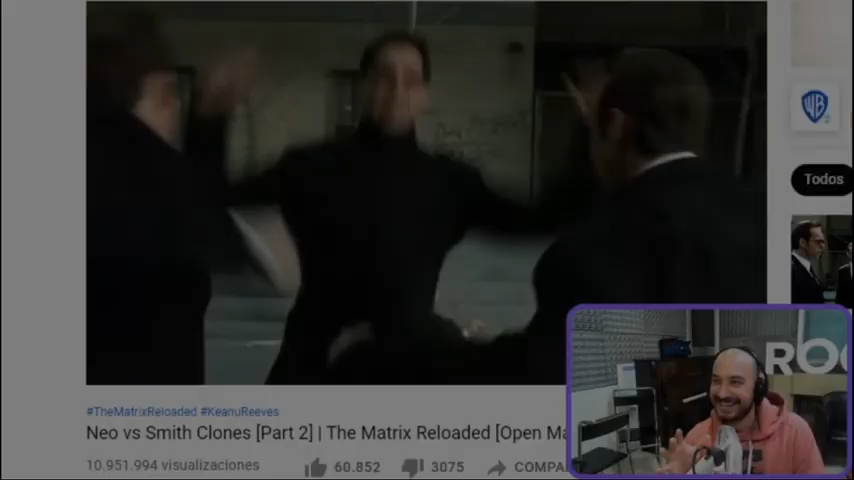 WB
Todos
ROC
#TheMatrixReloaded #KeanuReeves
Neo vs Smith Clones [Part 2] | The Matrix Reloaded [Open Ma
10.951.994 visualizaciones
60.852
3075
COMPA